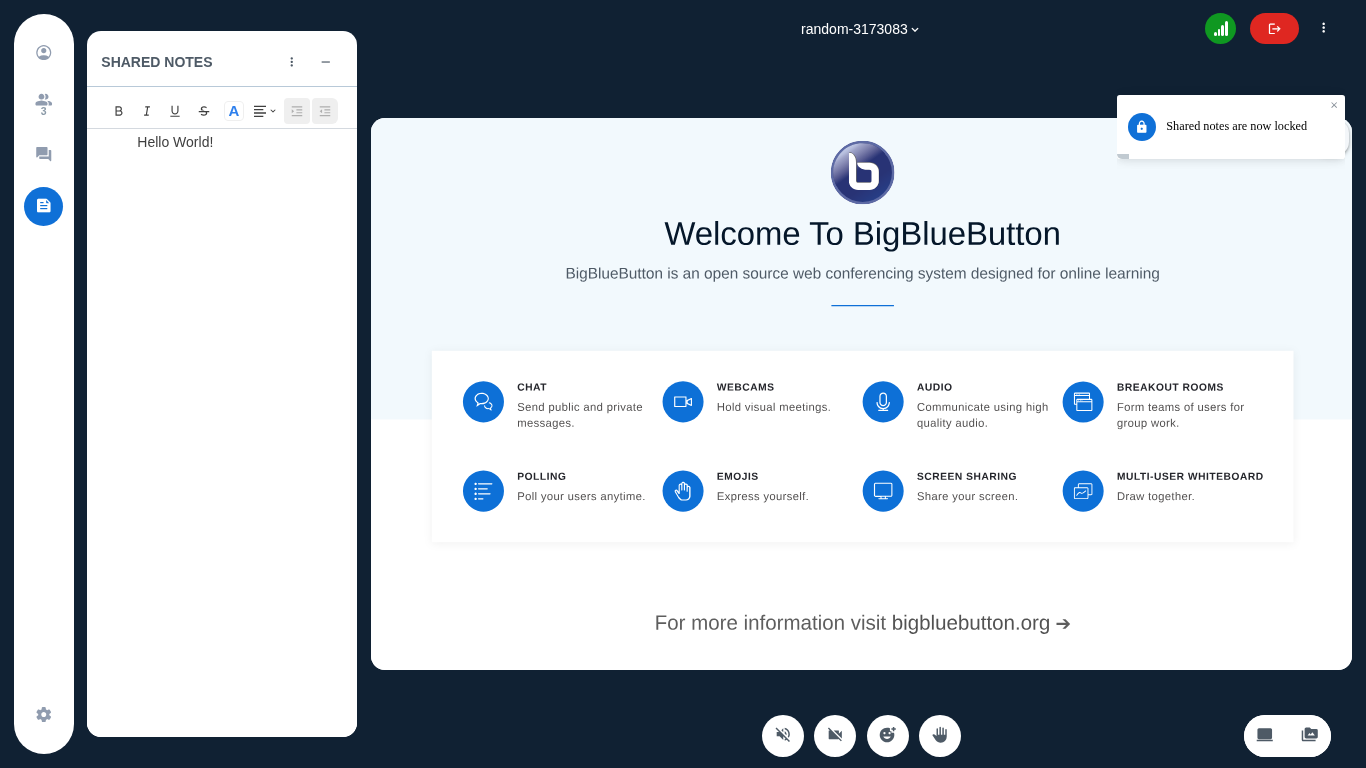 random-3173083
3
SHARED NOTES
B I U S A
Hello World!
Shared notes are now locked
Welcome To BigBlueButton
BigBlueButton is an open source web conferencing system designed for online learning
CHAT
Send public and private
messages.
WEBCAMS
Hold visual meetings.
AUDIO
Communicate using high
quality audio.
BREAKOUT ROOMS
Form teams of users for
group work.
POLLING
Poll your users anytime.
EMOJIS
Express yourself.
SCREEN SHARING
Share your screen.
MULTI-USER WHITEBOARD
Draw together.
For more information visit bigbluebutton.org ➔